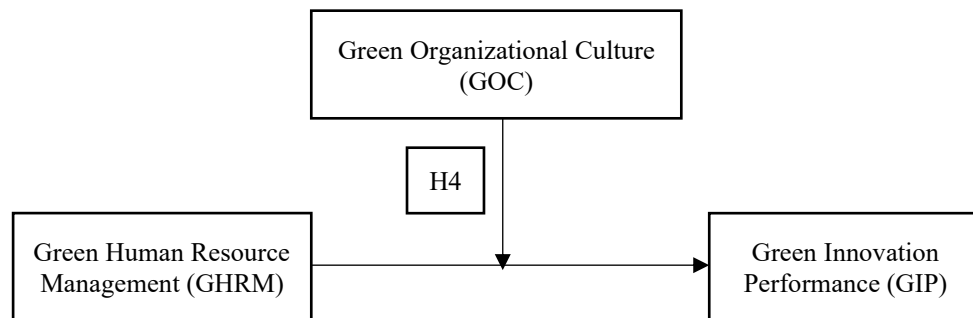 Green Organizational Culture
(GOC)
H4
Green Human Resource
Management (GHRM)
Green Innovation
Performance (GIP)